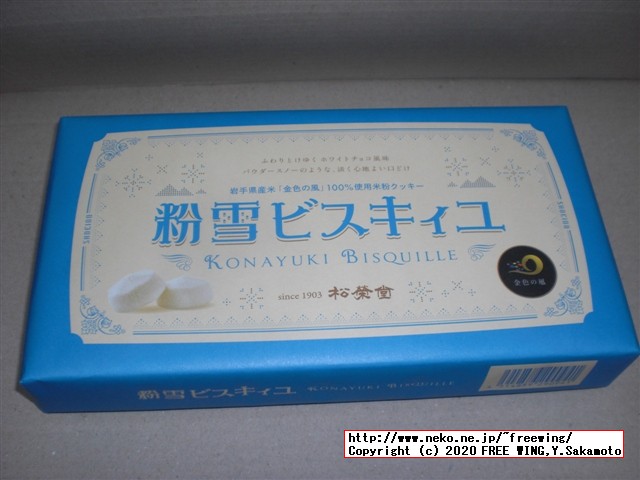 ふわりととけゆくホワイトチョコ風味
パウダースノーのような、淡く心地よい口どけ
岩手県産米「金色の風」100%使用米粉クッキー
粉雪ビスキィユ
KONAYUKI BISQUILLE
since 1903 松榮堂
金色の風
SHOEIDO
SHOEIDO
粉雪ビスキィユ KONAYUKI BISQUILLE
http://www.neko.ne.jp/~freewing/
Copyright (c) 2020 FREE WING,Y.Sakamoto